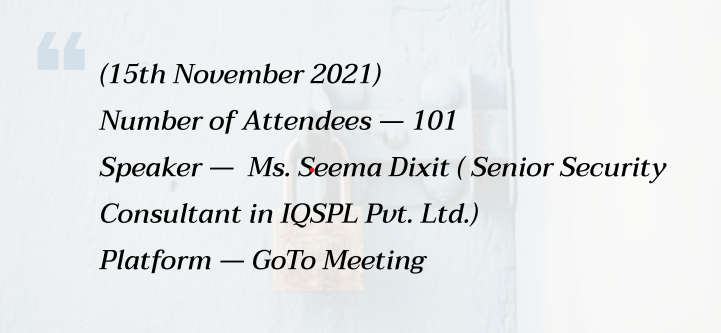 “
(15th November 2021)
Number of Attendees — 101
Speaker — Ms. Seema Dixit ( Senior Security
Consultant in IQSPL Pvt. Ltd.)
Platform — GoTo Meeting